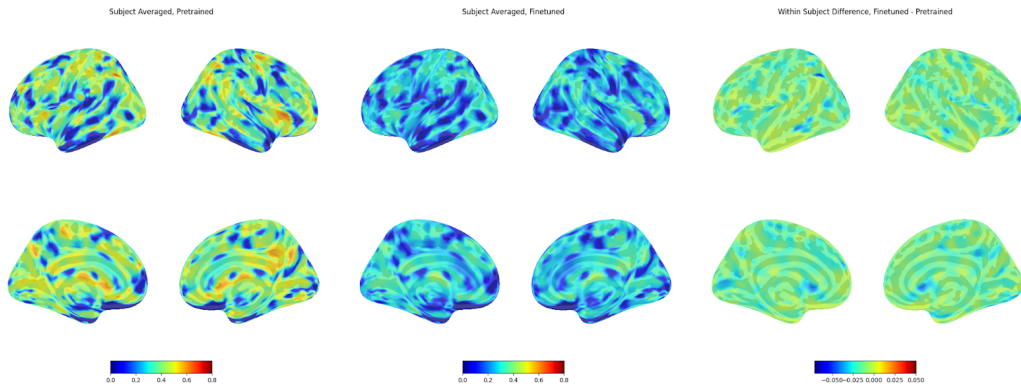 Subject Averaged, Pretrained
Subject Averaged, Finetuned
Within Subject Difference, Finetuned - Pretrained
0.0 0.2 0.4 0.6 0.8
0.0 0.2 0.4 0.6 0.8
−0.050 −0.025 0.000 0.025 0.050